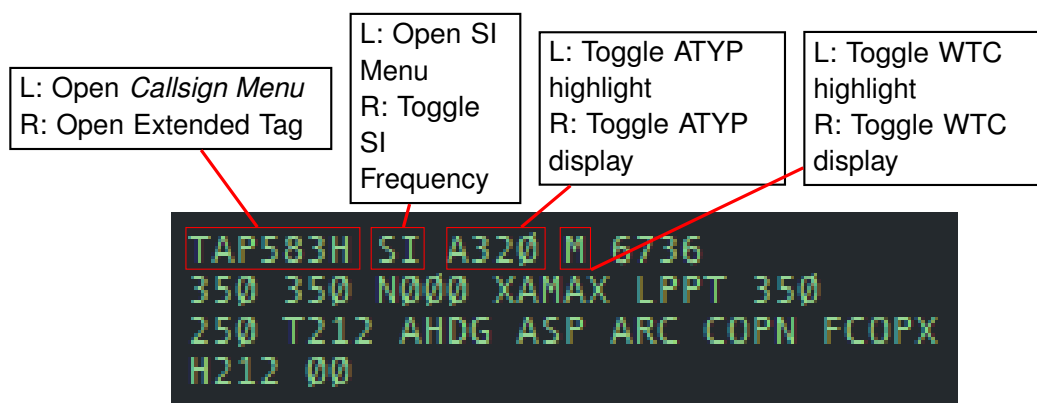 L: Open Callsign Menu
R: Open Extended Tag
L: Open SI
Menu
R: Toggle
SI
Frequency
L: Toggle ATYP
highlight
R: Toggle ATYP
display
L: Toggle WTC
highlight
R: Toggle WTC
display
TAP583H SI A320 M 6736
350 350 N000 XAMAX LPPT 350
250 T212 AHDG ASP ARC COPN FCOPX
H212 00